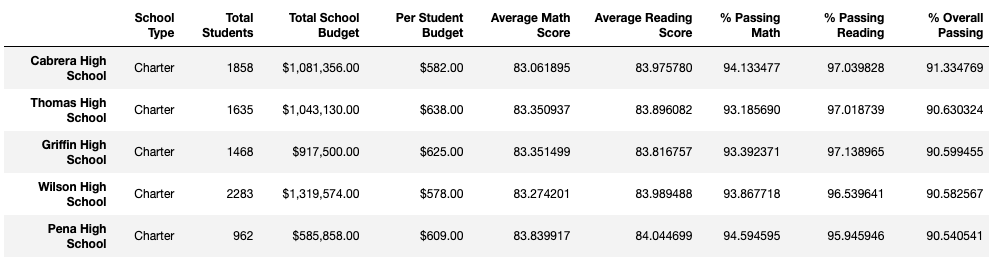 School Type Total Students Total School Budget Per Student Budget Average Math Score Average Reading Score % Passing Math % Passing Reading % Overall Passing
Cabrera High School Charter 1858 $1,081,356.00 $582.00 83.061895 83.975780 94.133477 97.039828 91.334769
Thomas High School Charter 1635 $1,043,130.00 $638.00 83.350937 83.896082 93.185690 97.018739 90.630324
Griffin High School Charter 1468 $917,500.00 $625.00 83.351499 83.816757 93.392371 97.138965 90.599455
Wilson High School Charter 2283 $1,319,574.00 $578.00 83.274201 83.989488 93.867718 96.539641 90.582567
Pena High School Charter 962 $585,858.00 $609.00 83.839917 84.044699 94.594595 95.945946 90.540541